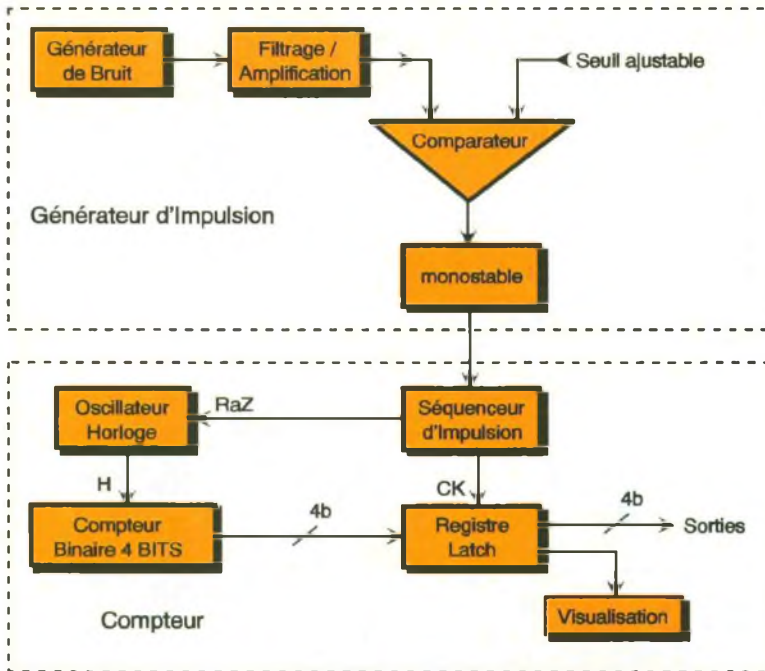 Générateur
de Bruit
Filtrage /
Amplification
Seuil ajustable
Comparateur
Générateur d'Impulsion
monostable
Oscillateur
Horloge
RaZ
Séquenceur
d'Impulsion
H
CK
Compteur
Binaire 4 BITS
4b
Registre
Latch
4b
Sorties
Compteur
Visualisation